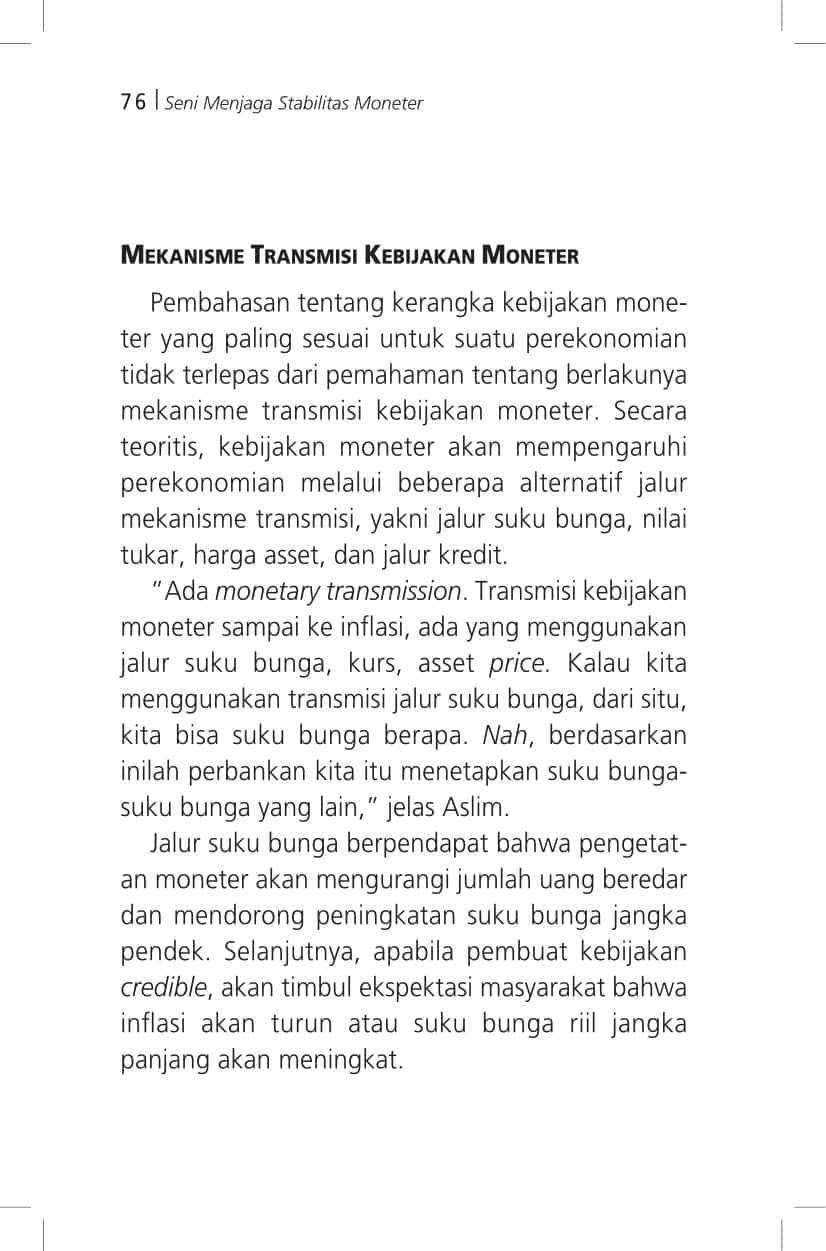 76 | Seni Menjaga Stabilitas Moneter
MEKANISME TRANSMISI KEBIJAKAN MONETER
Pembahasan tentang kerangka kebijakan mone-
ter yang paling sesuai untuk suatu perekonomian
tidak terlepas dari pemahaman tentang berlakunya
mekanisme transmisi kebijakan moneter. Secara
teoritis, kebijakan moneter akan mempengaruhi
perekonomian melalui beberapa alternatif jalur
mekanisme transmisi, yakni jalur suku bunga, nilai
tukar, harga asset, dan jalur kredit.
“Ada monetary transmission. Transmisi kebijakan
moneter sampai ke inflasi, ada yang menggunakan
jalur suku bunga, kurs, asset price. Kalau kita
menggunakan transmisi jalur suku bunga, dari situ,
kita bisa suku bunga berapa. Nah, berdasarkan
inilah perbankan kita itu menetapkan suku bunga-
suku bunga yang lain,” jelas Aslim.
Jalur suku bunga berpendapat bahwa pengetat-
an moneter akan mengurangi jumlah uang beredar
dan mendorong peningkatan suku bunga jangka
pendek. Selanjutnya, apabila pembuat kebijakan
credible, akan timbul ekspektasi masyarakat bahwa
inflasi akan turun atau suku bunga riil jangka
panjang akan meningkat.